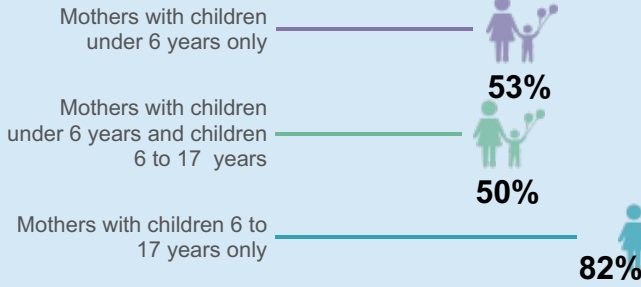 Mothers with children
under 6 years only
53%
Mothers with children
under 6 years and children
6 to 17 years
50%
Mothers with children 6 to
17 years only
82%